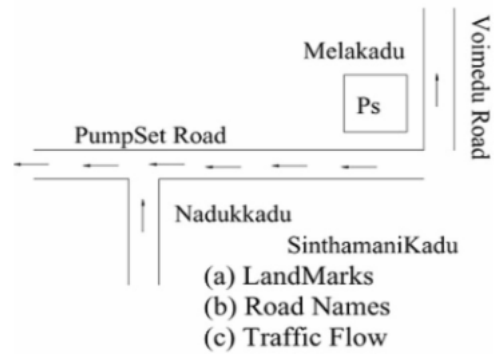 Melakadu
Voimedu Road
Ps
PumpSet Road
Nadukkadu
SinthamaniKadu
(a) LandMarks
(b) Road Names
(c) Traffic Flow